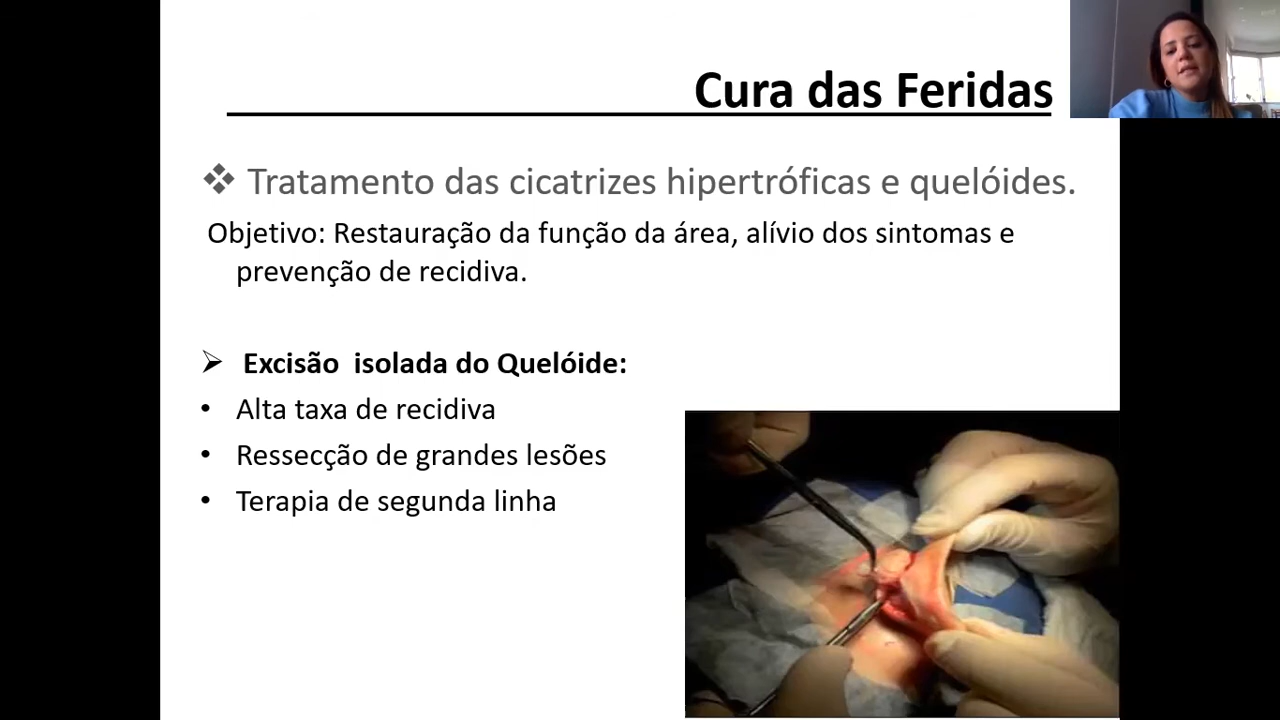 Cura das Feridas
❖ Tratamento das cicatrizes hipertróficas e quelóides.
Objetivo: Restauração da função da área, alívio dos sintomas e
prevenção de recidiva.
➢ Excisão isolada do Quelóide:
• Alta taxa de recidiva
• Ressecção de grandes lesões
• Terapia de segunda linha